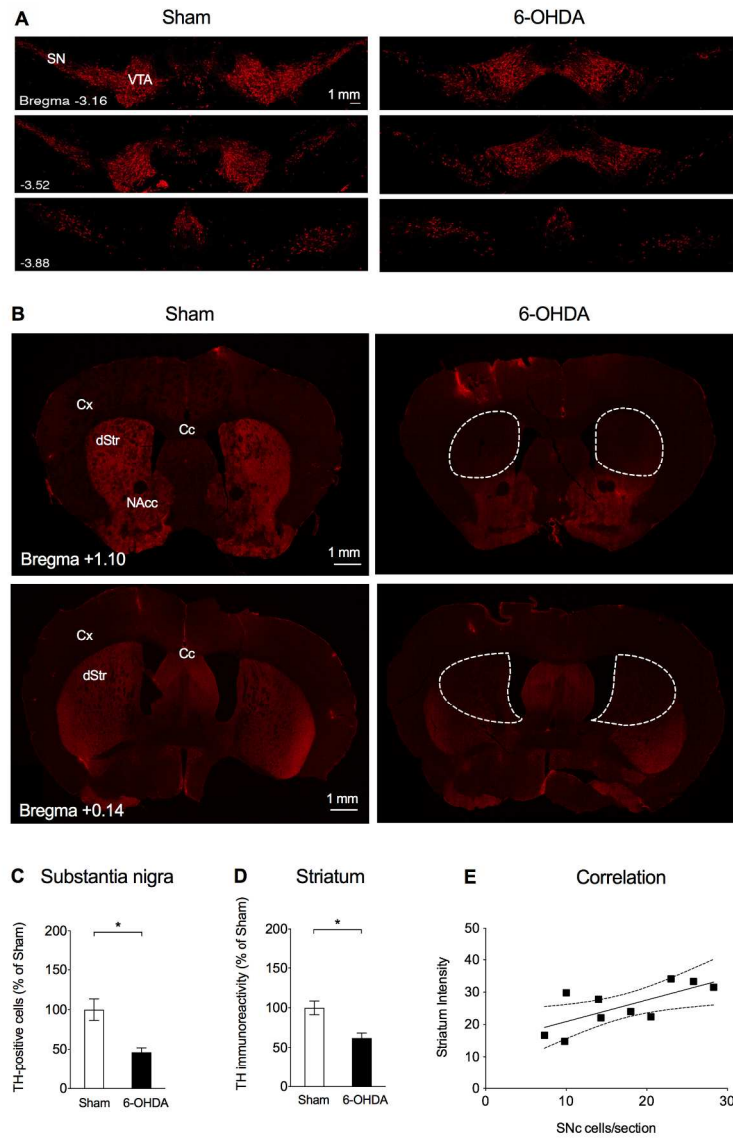 A
Sham
6-OHDA
SN
VTA
1 mm
Bregma -3.16
-3.52
-3.88
B
Sham
6-OHDA
Cx
Cc
dStr
NAcc
Bregma +1.10
1 mm
Cx
Cc
dStr
Bregma +0.14
1 mm
C Substantia nigra
TH-positive cells (% of Sham)
200
150
100
50
0
*
Sham 6-OHDA
D Striatum
TH immunoreactivity (% of Sham)
200
150
100
50
0
*
Sham 6-OHDA
E Correlation
Striatum Intensity
50
40
30
20
10
0
0 10 20 30
SNc cells/section